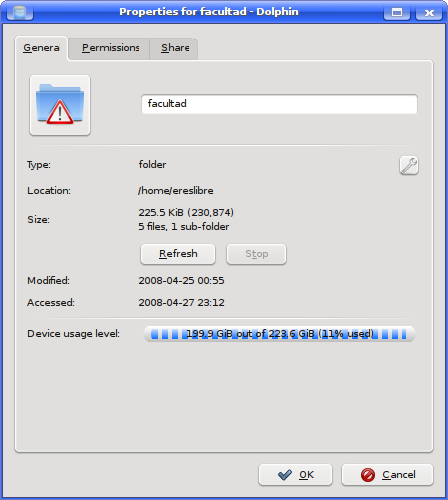 Properties for facultad - Dolphin
Genera
Permissions
Share
facultad
Type: folder
Location: /home/ereslibre
Size: 225.5 KiB (230,874)
5 files, 1 sub-folder
Refresh
Stop
Modified: 2008-04-25 00:55
Accessed: 2008-04-27 23:12
Device usage level: 199.9 GiB out of 223.6 GiB (11% used)
OK
Cancel